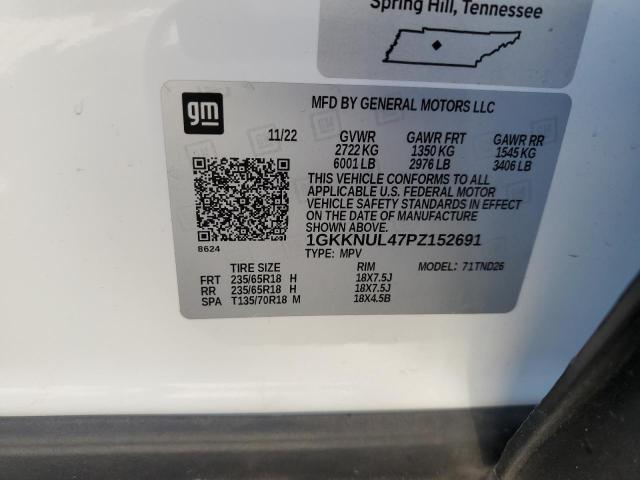 Spring Hill, Tennessee
gm
MFD BY GENERAL MOTORS LLC
11/22 GVWR GAWR FRT GAWR RR
2722 KG 1350 KG 1545 KG
6001 LB 2976 LB 3406 LB
THIS VEHICLE CONFORMS TO ALL
APPLICABLE U.S. FEDERAL MOTOR
VEHICLE SAFETY STANDARDS IN EFFECT
ON THE DATE OF MANUFACTURE SHOWN ABOVE.
1GKKNUL47PZ152691
8624
TYPE: MPV MODEL: 71TND26
TIRE SIZE RIM
FRT 235/65R18 H 18X7.5J
RR 235/65R18 H 18X7.5J
SPA T135/70R18 M 18X4.5B